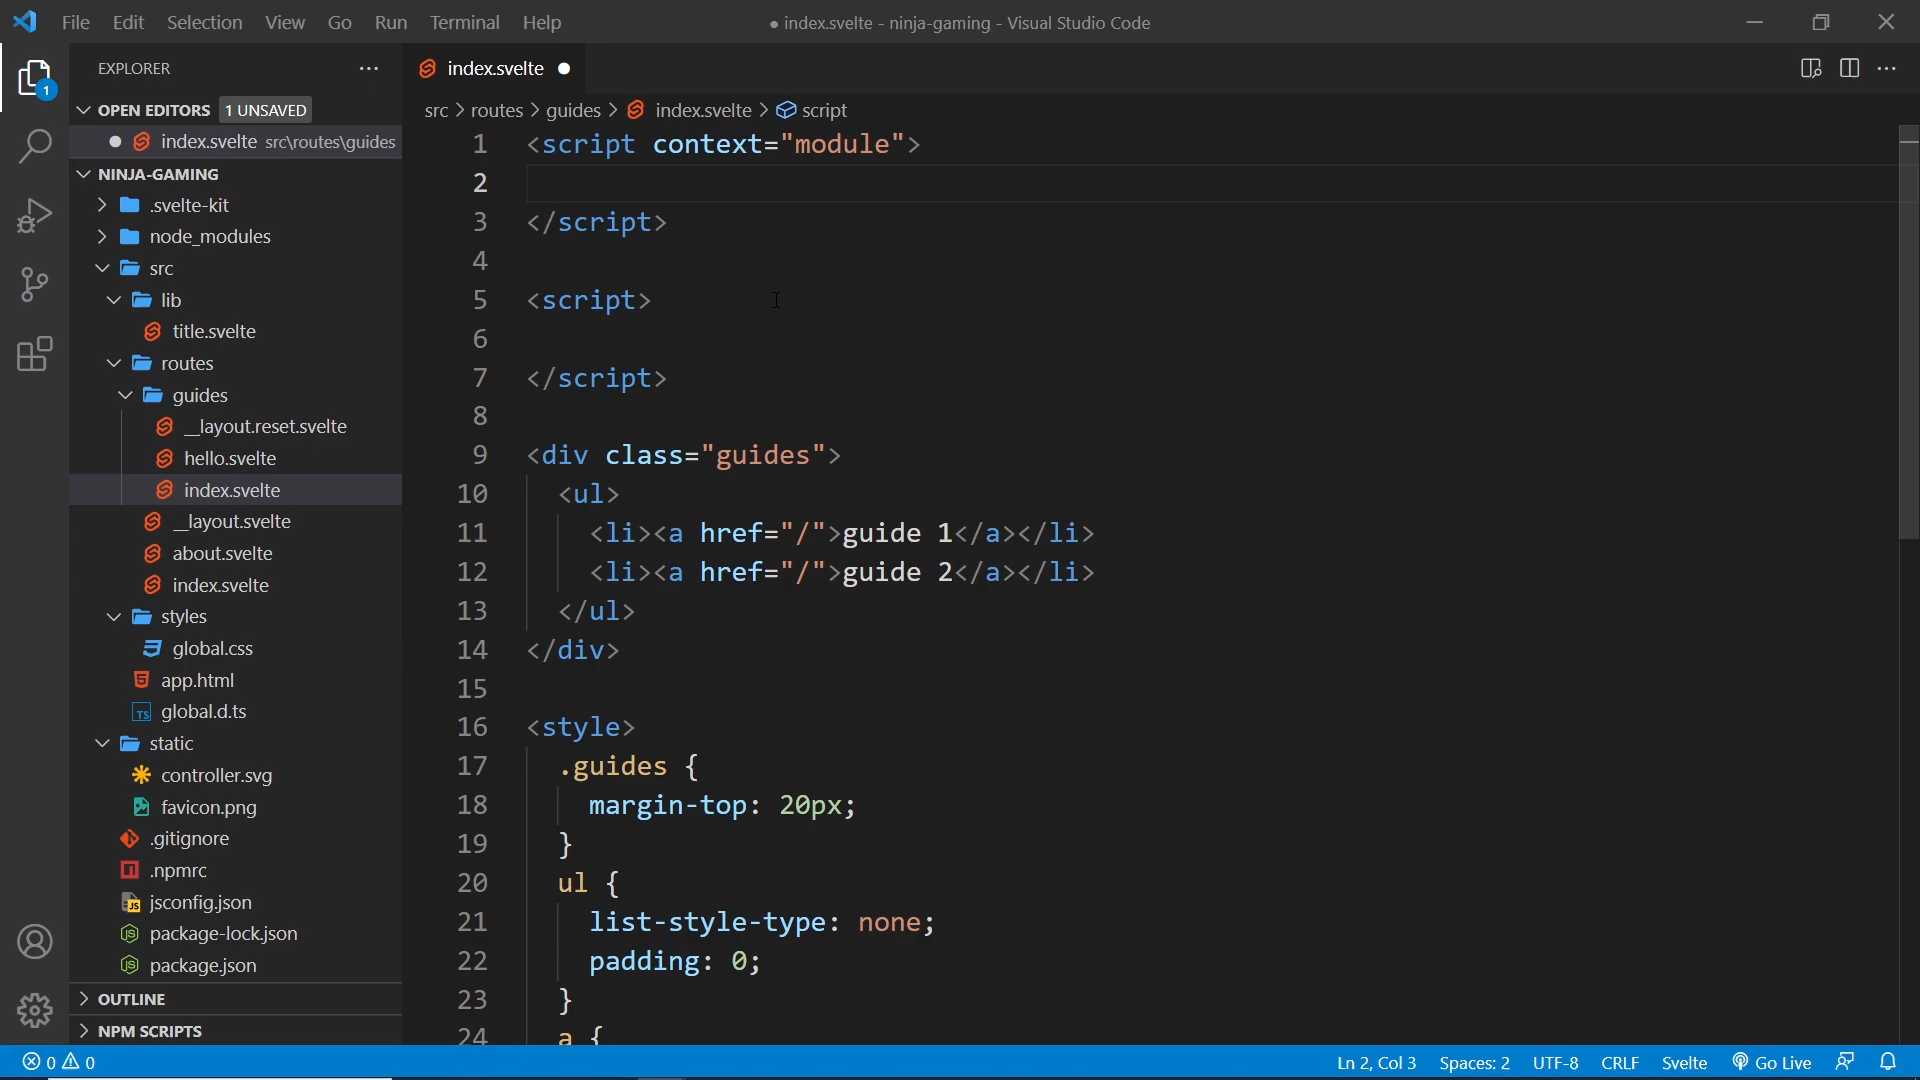 File Edit Selection View Go Run Terminal Help
● index.svelte - ninja-gaming - Visual Studio Code
1
EXPLORER
OPEN EDITORS 1 UNSAVED
index.svelte src\routes\guides
NINJA-GAMING
.svelte-kit
node_modules
src
lib
title.svelte
routes
guides
__layout.reset.svelte
hello.svelte
index.svelte
__layout.svelte
about.svelte
index.svelte
styles
global.css
app.html
TS global.d.ts
static
controller.svg
favicon.png
.gitignore
.npmrc
JS jsconfig.json
package-lock.json
package.json
OUTLINE
NPM SCRIPTS
index.svelte
src > routes > guides > index.svelte > script
1 <script context="module">
2
3 </script>
4
5 <script>
6
7 </script>
8
9 <div class="guides">
10 <ul>
11 <li><a href="/">guide 1</a></li>
12 <li><a href="/">guide 2</a></li>
13 </ul>
14 </div>
15
16 <style>
17 .guides {
18 margin-top: 20px;
19 }
20 ul {
21 list-style-type: none;
22 padding: 0;
23 }
24 a {
0 0
Ln 2, Col 3 Spaces: 2 UTF-8 CRLF Svelte Go Live